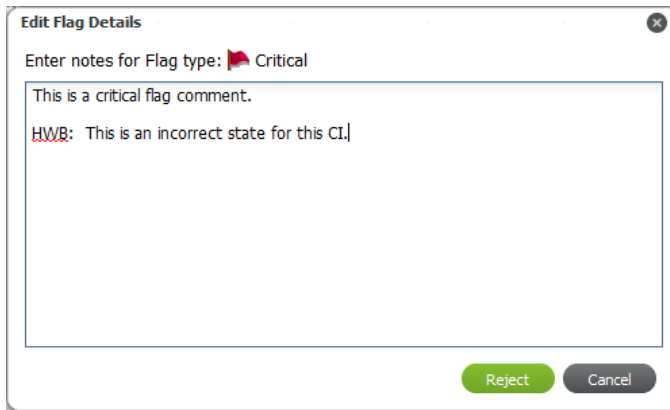 Edit Flag Details
Enter notes for Flag type: Critical
This is a critical flag comment.
HWB: This is an incorrect state for this CI.
Reject Cancel